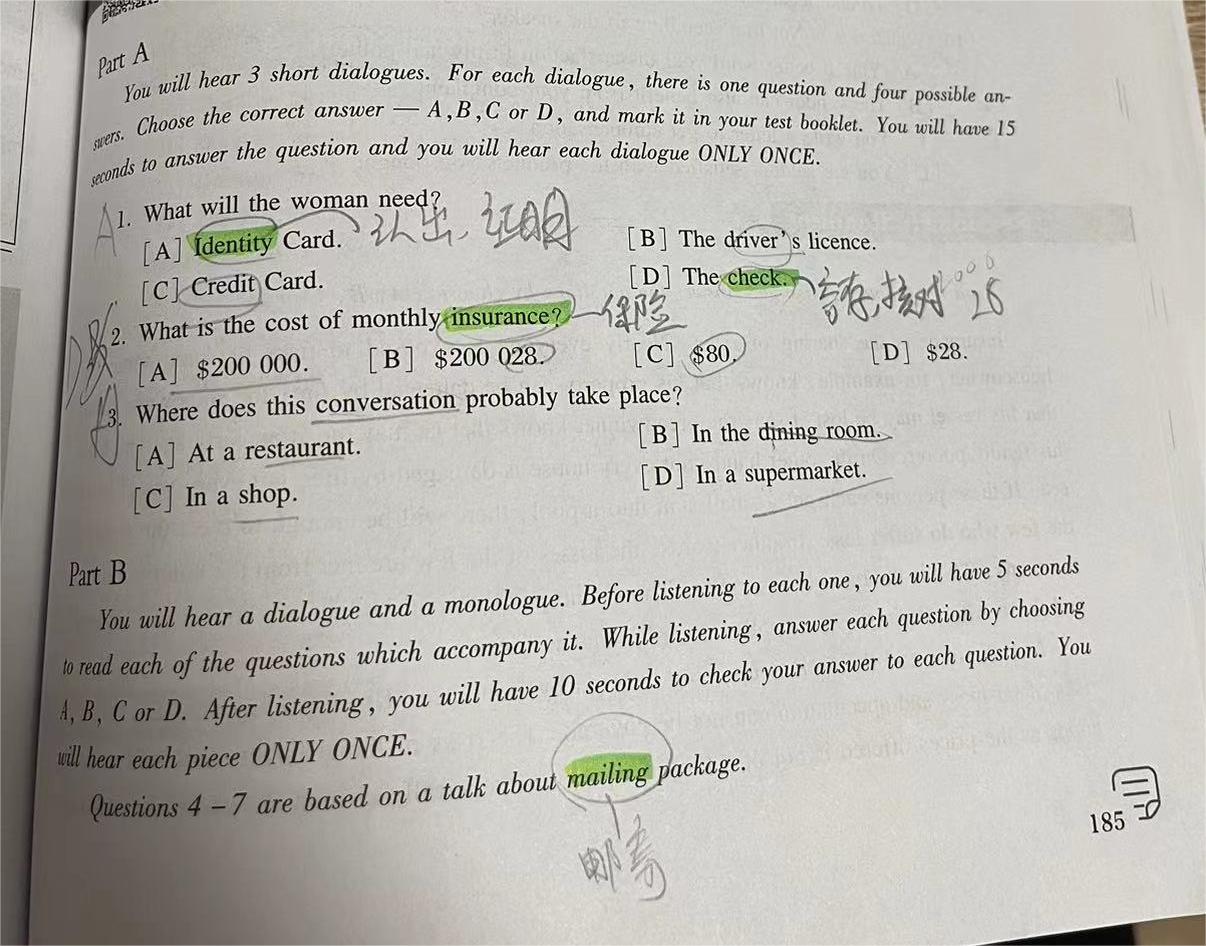 Part A
You will hear 3 short dialogues. For each dialogue, there is one question and four possible an-
swers. Choose the correct answer — A,B,C or D, and mark it in your test booklet. You will have 15
seconds to answer the question and you will hear each dialogue ONLY ONCE.
A 1. What will the woman need?
[A] Identity Card. 认出, 证明 [B] The driver's licence.
[C] Credit Card. [D] The check. 寄存,核对
28
2. What is the cost of monthly insurance? 保险
[A] $200 000. [B] $200 028. [C] $80. [D] $28.
3. Where does this conversation probably take place?
[A] At a restaurant. [B] In the dining room.
[C] In a shop. [D] In a supermarket.
Part B
You will hear a dialogue and a monologue. Before listening to each one, you will have 5 seconds
to read each of the questions which accompany it. While listening, answer each question by choosing
A, B, C or D. After listening, you will have 10 seconds to check your answer to each question. You
will hear each piece ONLY ONCE.
Questions 4 – 7 are based on a talk about mailing package.
邮寄
185